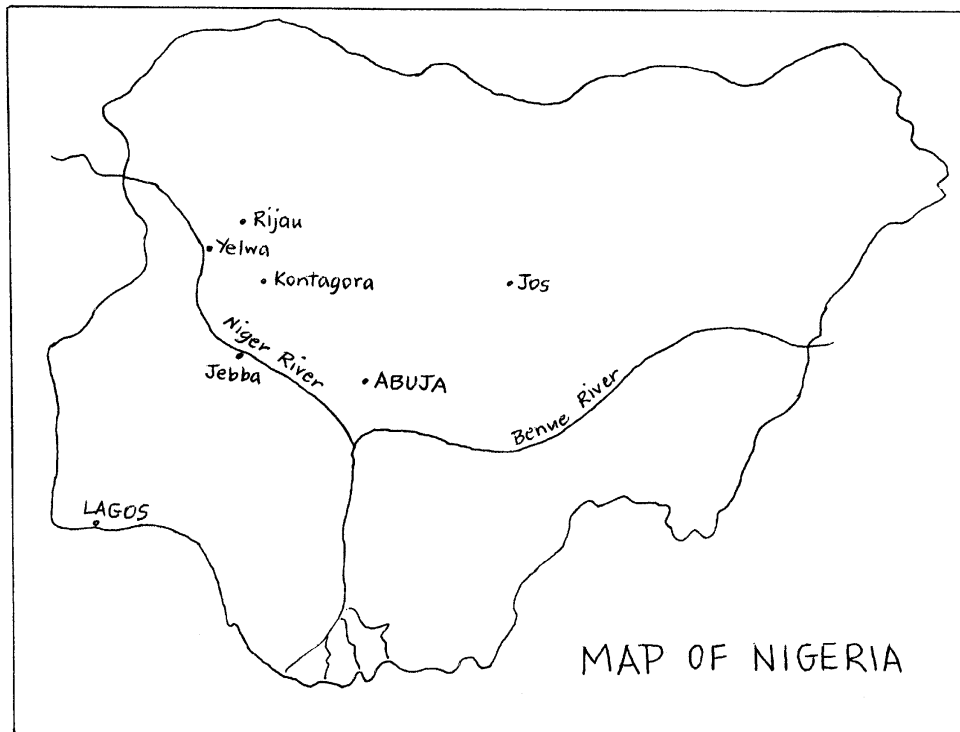 Rijau
Yelwa
Kontagora
Jos
Niger River
Jebba
ABUJA
Benue River
LAGOS
MAP OF NIGERIA